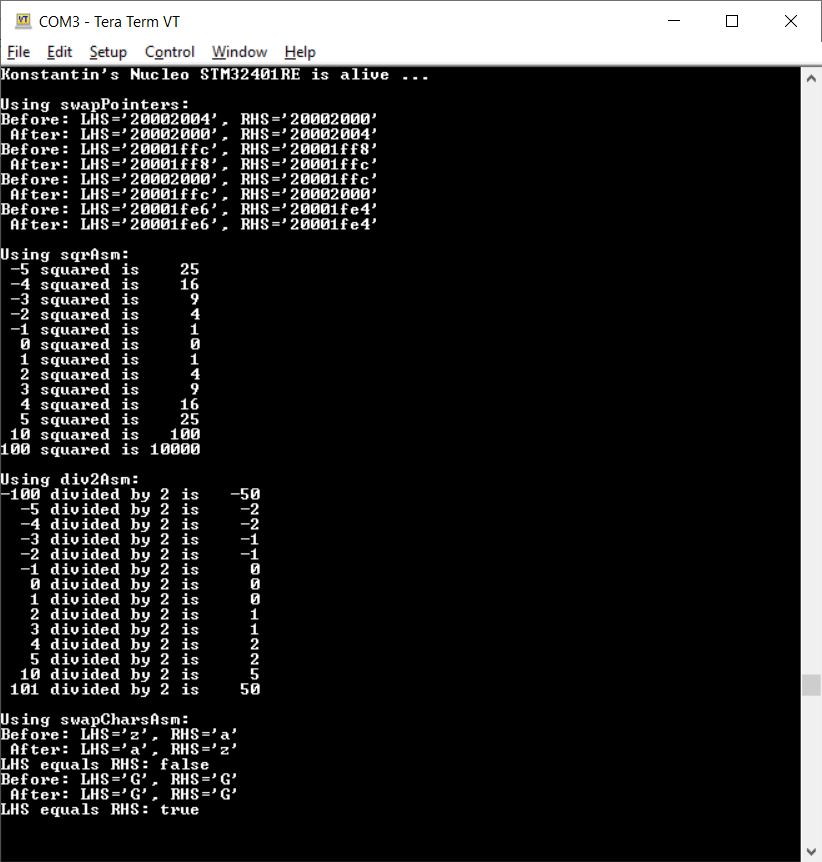 COM3 - Tera Term VT
File Edit Setup Control Window Help
Konstantin's Nucleo STM32401RE is alive ...
Using swapPointers:
Before: LHS='20002004', RHS='20002000'
 After: LHS='20002000', RHS='20002004'
Before: LHS='20001ffc', RHS='20001ff8'
 After: LHS='20001ff8', RHS='20001ffc'
Before: LHS='20002000', RHS='20001ffc'
 After: LHS='20001ffc', RHS='20002000'
Before: LHS='20001fe6', RHS='20001fe4'
 After: LHS='20001fe6', RHS='20001fe4'
Using sqrAsm:
 -5 squared is    25
 -4 squared is    16
 -3 squared is     9
 -2 squared is     4
 -1 squared is     1
  0 squared is     0
  1 squared is     1
  2 squared is     4
  3 squared is     9
  4 squared is    16
  5 squared is    25
 10 squared is   100
100 squared is 10000
Using div2Asm:
-100 divided by 2 is   -50
  -5 divided by 2 is    -2
  -4 divided by 2 is    -2
  -3 divided by 2 is    -1
  -2 divided by 2 is    -1
  -1 divided by 2 is     0
   0 divided by 2 is     0
   1 divided by 2 is     0
   2 divided by 2 is     1
   3 divided by 2 is     1
   4 divided by 2 is     2
   5 divided by 2 is     2
  10 divided by 2 is     5
 101 divided by 2 is    50
Using swapCharsAsm:
Before: LHS='z', RHS='a'
 After: LHS='a', RHS='z'
LHS equals RHS: false
Before: LHS='G', RHS='G'
 After: LHS='G', RHS='G'
LHS equals RHS: true